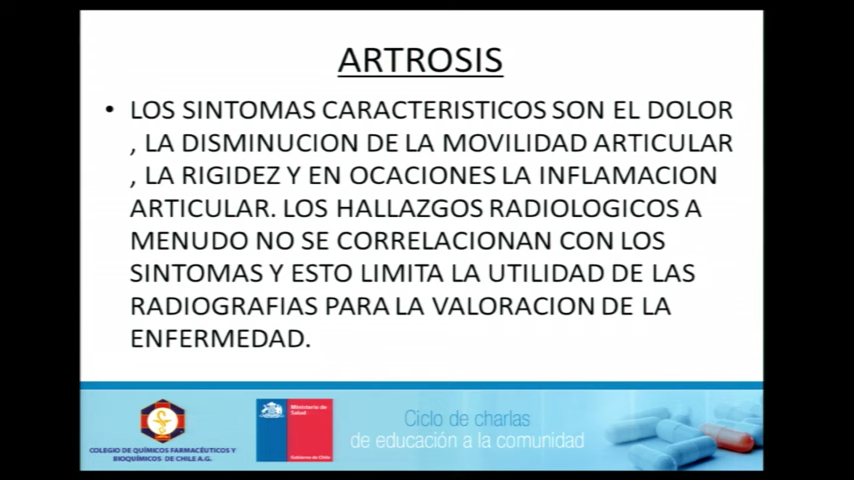 ARTROSIS
• LOS SINTOMAS CARACTERISTICOS SON EL DOLOR
, LA DISMINUCION DE LA MOVILIDAD ARTICULAR
, LA RIGIDEZ Y EN OCACIONES LA INFLAMACION
ARTICULAR. LOS HALLAZGOS RADIOLOGICOS A
MENUDO NO SE CORRELACIONAN CON LOS
SINTOMAS Y ESTO LIMITA LA UTILIDAD DE LAS
RADIOGRAFIAS PARA LA VALORACION DE LA
ENFERMEDAD.
COLEGIO DE QUÍMICOS FARMACÉUTICOS Y
BIOQUÍMICOS DE CHILE A.G.
Ministerio de
Salud
Gobierno de Chile
Ciclo de charlas
de educación a la comunidad